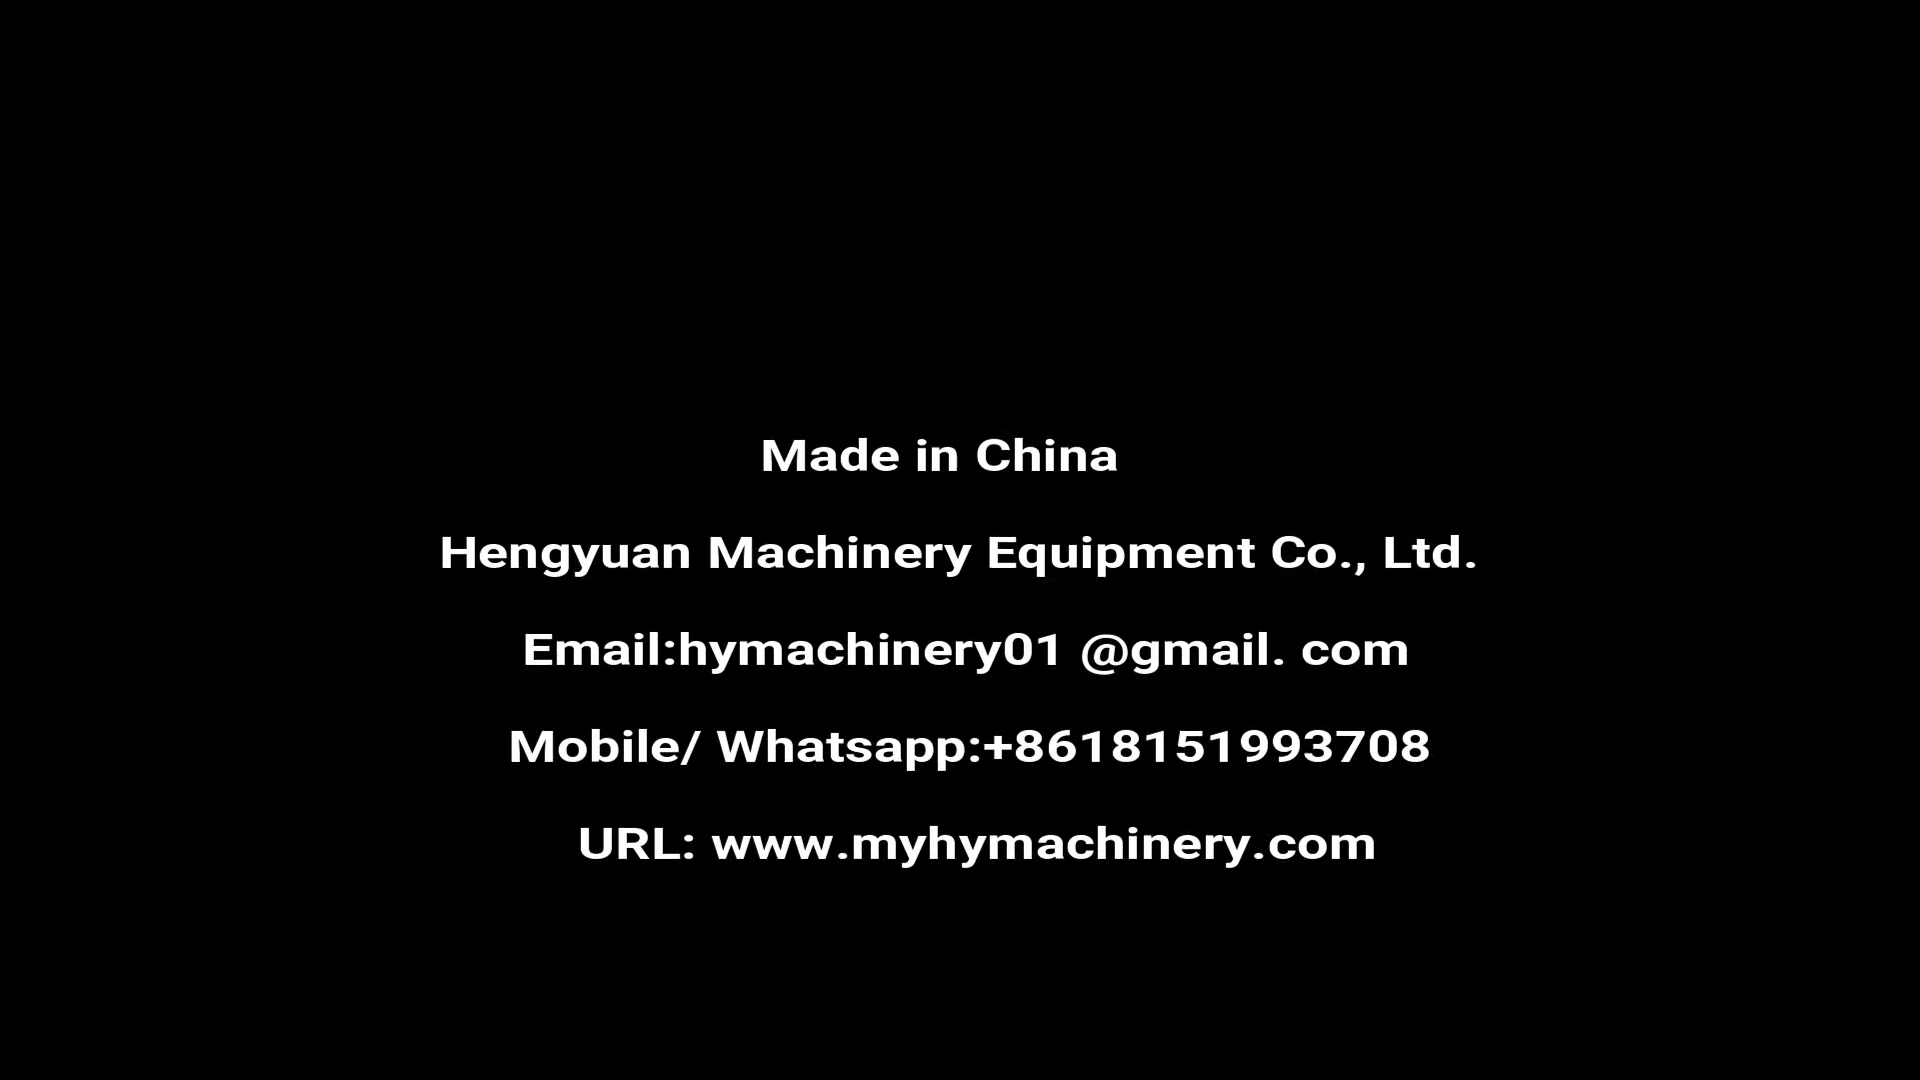 Made in China
Hengyuan Machinery Equipment Co., Ltd.
Email:hymachinery01 @gmail. com
Mobile/ Whatsapp:+8618151993708
URL: www.myhymachinery.com